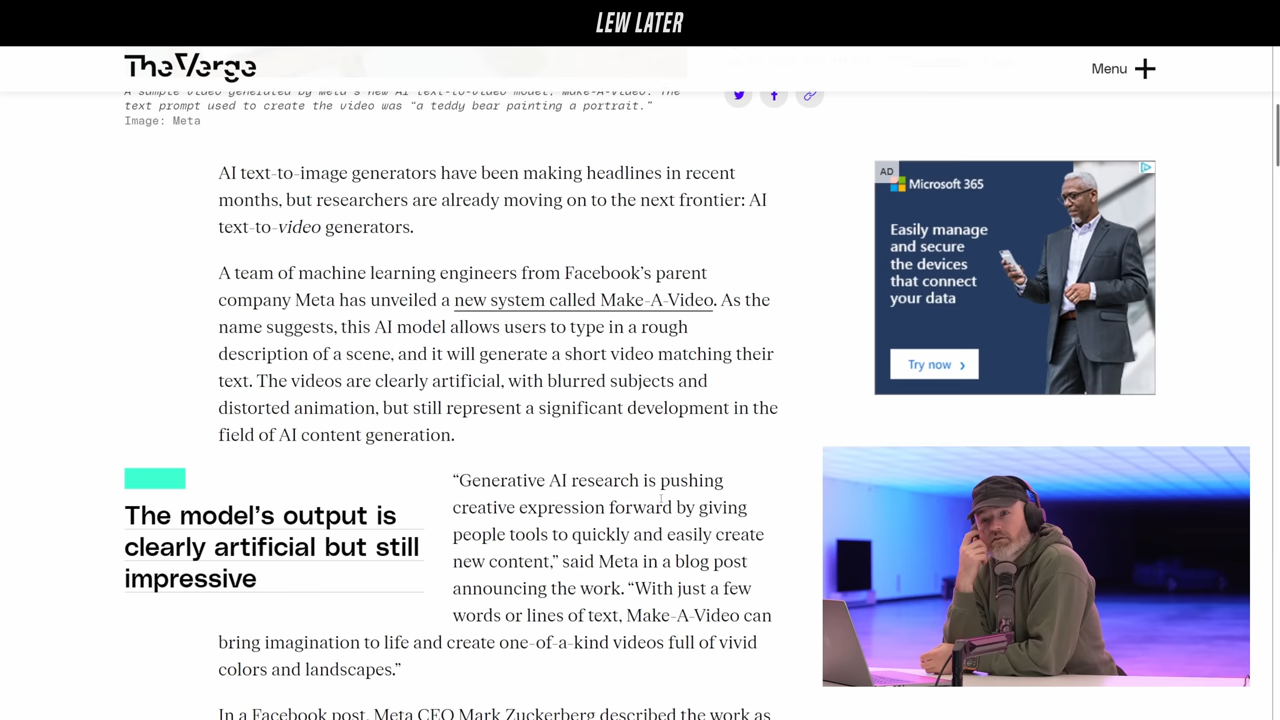 LEW LATER
The Verge
Menu
A sample video generated by Meta's new AI text-to-video model, Make-A-Video. The
text prompt used to create the video was “a teddy bear painting a portrait.”
Image: Meta
AI text-to-image generators have been making headlines in recent
months, but researchers are already moving on to the next frontier: AI
text-to-video generators.
A team of machine learning engineers from Facebook’s parent
company Meta has unveiled a new system called Make-A-Video. As the
name suggests, this AI model allows users to type in a rough
description of a scene, and it will generate a short video matching their
text. The videos are clearly artificial, with blurred subjects and
distorted animation, but still represent a significant development in the
field of AI content generation.
The model’s output is
clearly artificial but still
impressive
“Generative AI research is pushing
creative expression forward by giving
people tools to quickly and easily create
new content,” said Meta in a blog post
announcing the work. “With just a few
words or lines of text, Make-A-Video can
bring imagination to life and create one-of-a-kind videos full of vivid
colors and landscapes.”
In a Facebook post, Meta CEO Mark Zuckerberg described the work as
AD
Microsoft 365
Easily manage
and secure
the devices
that connect
your data
Try now